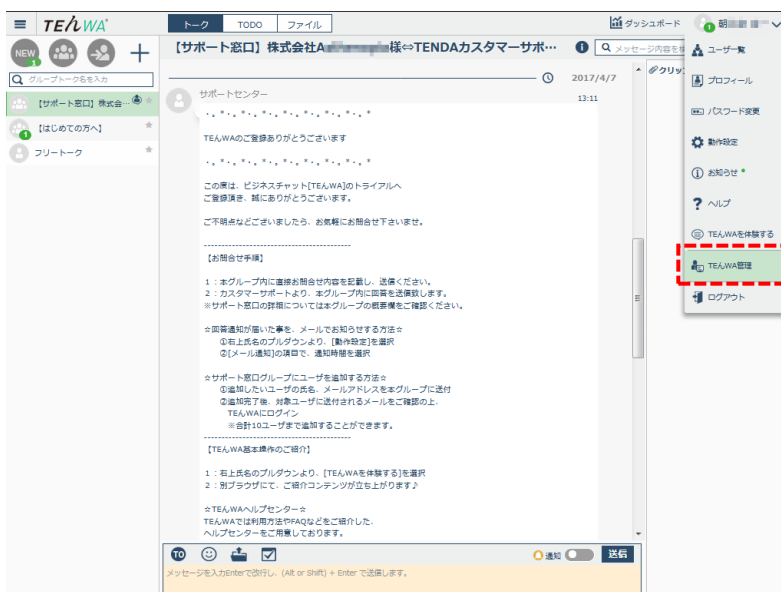 TEんWA
トーク TODO ファイル ダッシュボード 朝
NEW 1
グループトーク名を入力
【サポート窓口】株式会…
【はじめての方へ】
1
フリートーク
【サポート窓口】株式会社A 様⇔TENDAカスタマーサポ…
メッセージ内容を検
2017/4/7
サポートセンター 13:11
・。*・。*・。*・。*・。*・。*・。*
TEんWAのご登録ありがとうございます
・。*・。*・。*・。*・。*・。*・。*
この度は、ビジネスチャット[TEんWA]のトライアルへ
ご登録頂き、誠にありがとうございます。
ご不明点などございましたら、お気軽にお問合せ下さいませ。
------------------------------------------
【お問合せ手順】
1：本グループ内に直接お問合せ内容を記載し、送信ください。
2：カスタマーサポートより、本グループ内に回答を送信致します。
※サポート窓口の詳細については本グループの概要欄をご確認ください。
☆回答通知が届いた事を、メールでお知らせする方法☆
①右上氏名のプルダウンより、[動作設定]を選択
②[メール通知]の項目で、通知時間を選択
☆サポート窓口グループにユーザを追加する方法☆
①追加したいユーザの氏名、メールアドレスを本グループに送付
②追加完了後、対象ユーザに送付されるメールをご確認の上、
TEんWAにログイン
※合計10ユーザまで追加することができます。
------------------------------------------
【TEんWA基本操作のご紹介】
1：右上氏名のプルダウンより、[TEんWAを体験する]を選択
2：別ブラウザにて、ご紹介コンテンツが立ち上がります♪
☆TEんWAヘルプセンター☆
TEんWAでは利用方法やFAQなどをご紹介した、
ヘルプセンターをご用意しております。
TO 通知 送信
メッセージを入力Enterで改行し、(Alt or Shift) + Enter で送信します。
クリッ
ユーザ一覧
プロフィール
パスワード変更
動作設定
お知らせ
ヘルプ
TEんWAを体験する
TEんWA管理
ログアウト